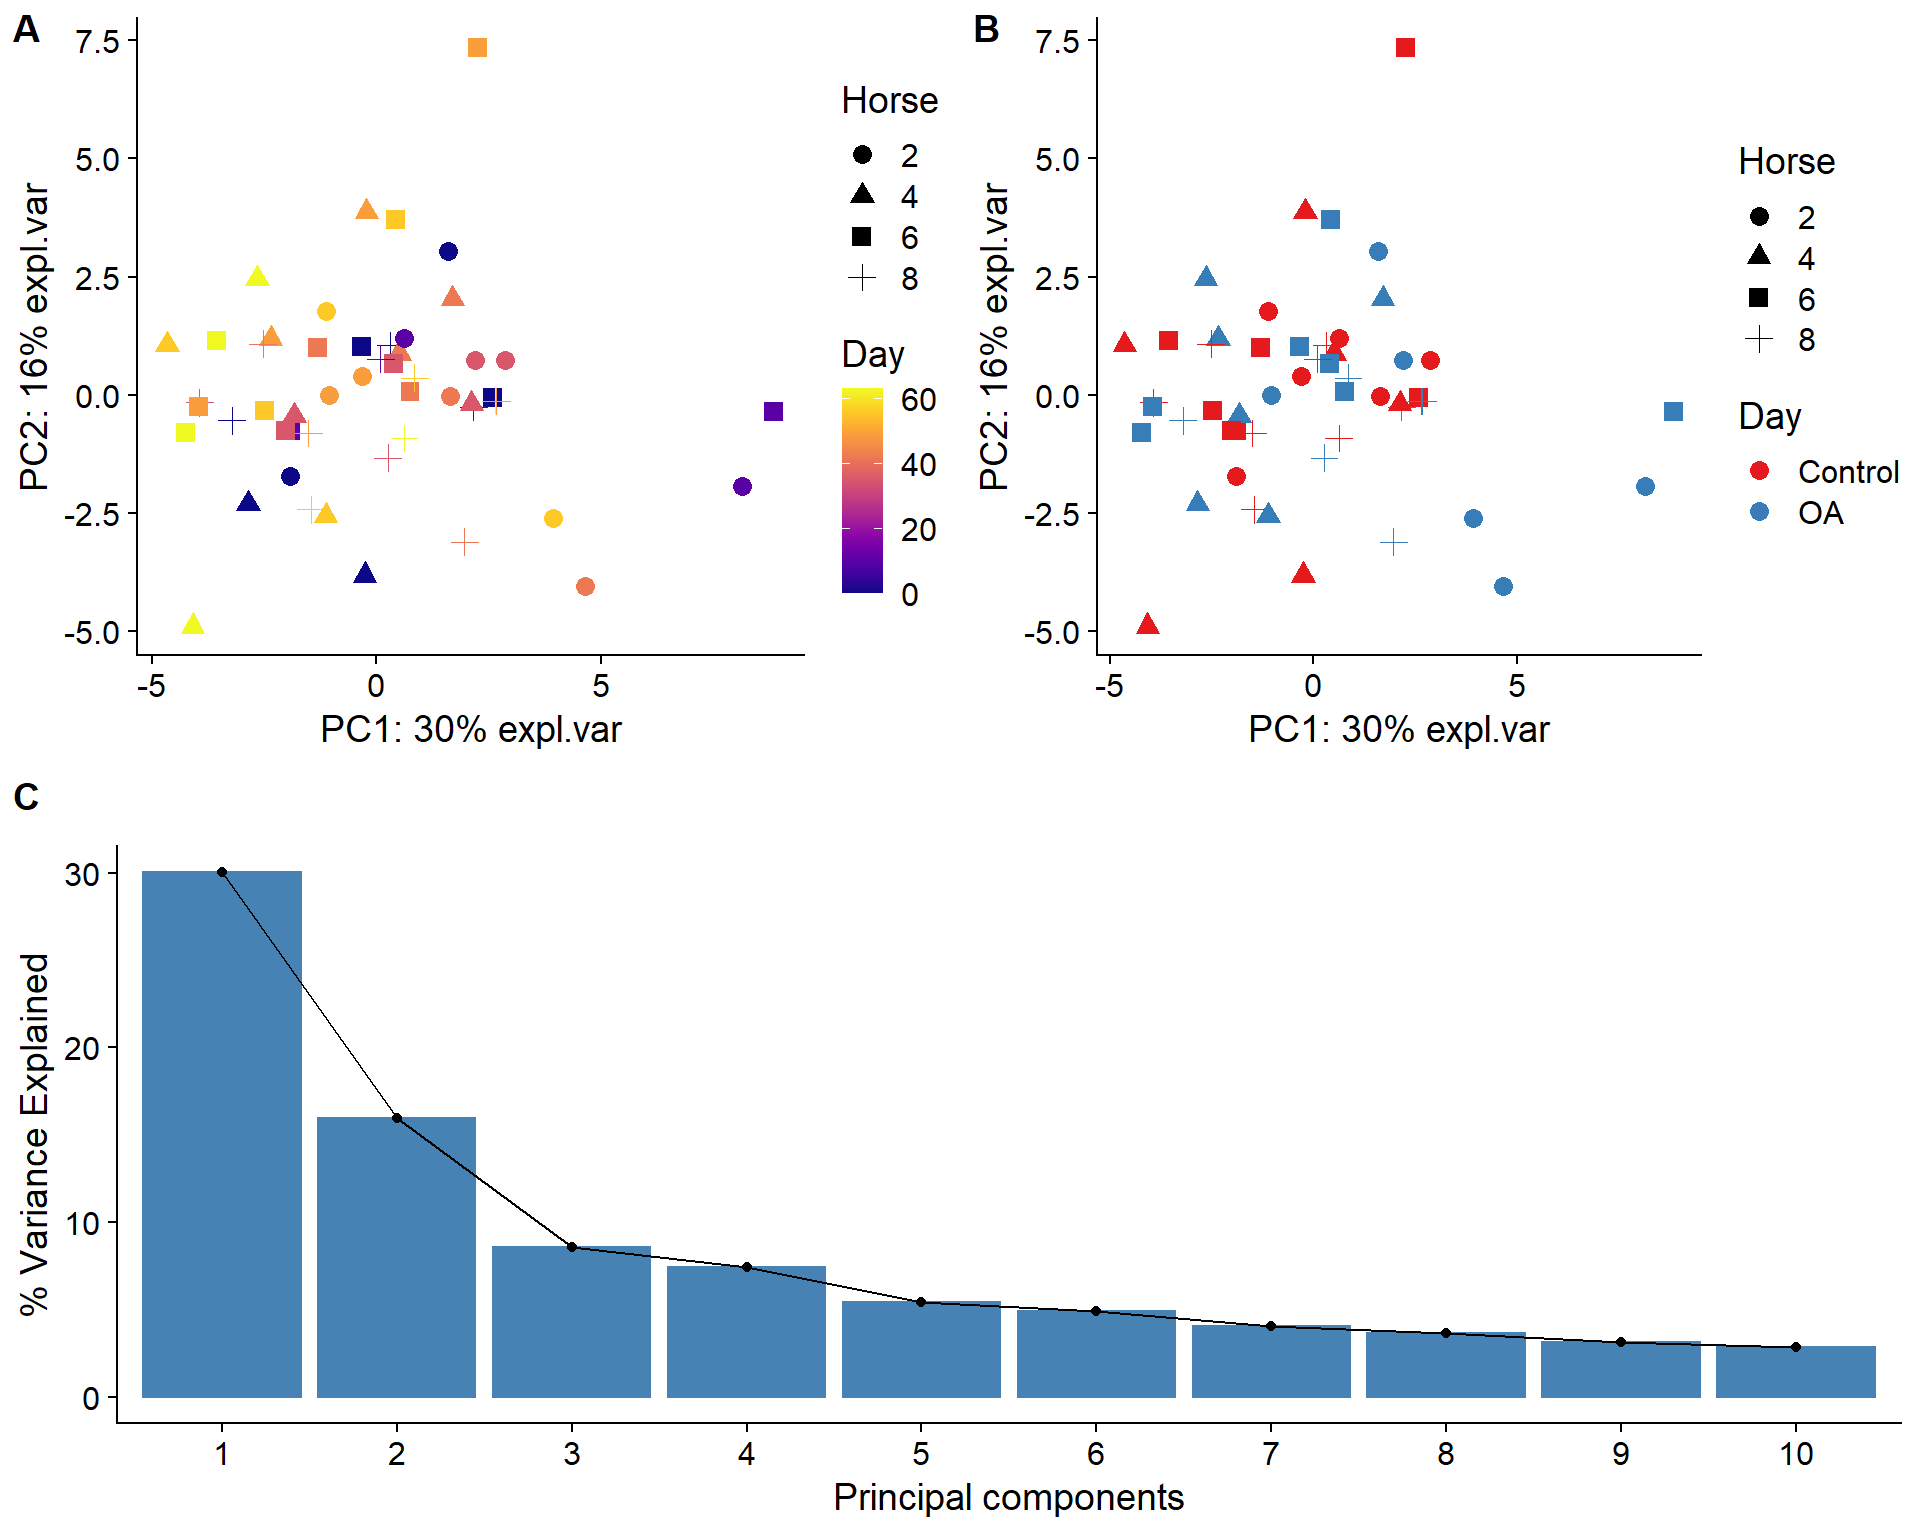 A
7.5
5.0
2.5
0.0
-2.5
-5.0
PC2: 16% expl.var
-5
0
5
PC1: 30% expl.var
Horse
2
4
6
8
Day
60
40
20
0
B
7.5
5.0
2.5
0.0
-2.5
-5.0
PC2: 16% expl.var
-5
0
5
PC1: 30% expl.var
Horse
2
4
6
8
Day
Control
OA
C
30
20
10
0
% Variance Explained
1
2
3
4
5
6
7
8
9
10
Principal components